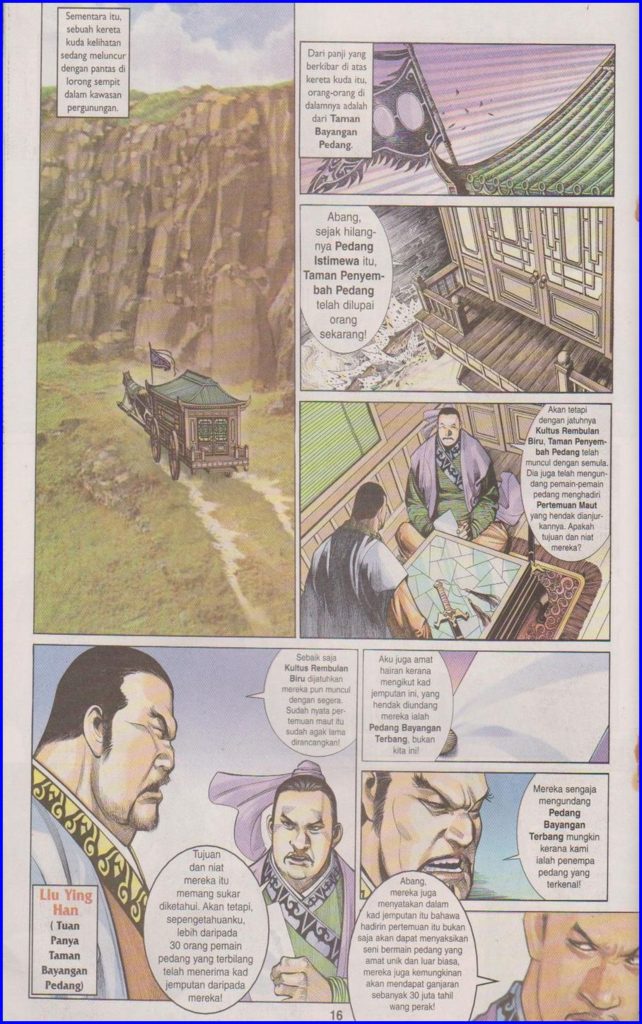 Sementara itu,
sebuah kereta
kuda kelihatan
sedang meluncur
dengan pantas di
lorong sempit
dalam kawasan
pergunungan.
Dari panji yang
berkibar di atas
kereta kuda itu,
orang-orang di
dalamnya adalah
dari Taman
Bayangan
Pedang.
Abang,
sejak hilang-
nya Pedang
Istimewa itu,
Taman Penyem-
bah Pedang
telah dilupai
orang
sekarang!
Akan tetapi
dengan jatuhnya
Kultus Rembulan
Biru, Taman Penyem-
bah Pedang telah
muncul dengan semula.
Dia juga telah mengun-
dang pemain-pemain
pedang menghadiri
Pertemuan Maut
yang hendak dianjur-
kannya. Apakah
tujuan dan niat
mereka?
Sebaik saja
Kultus Rembulan
Biru dijatuhkan
mereka pun muncul
dengan segera.
Sudah nyata per-
temuan maut itu
sudah agak lama
dirancangkan!
Aku juga amat
hairan kerana
mengikut kad
jemputan ini, yang
hendak diundang
mereka ialah
Pedang Bayangan
Terbang, bukan
kita ini!
Liu Ying
Han
( Tuan
Punya
Taman
Bayangan
Pedang)
Tujuan
dan niat
mereka itu
memang sukar
diketahui. Akan tetapi,
sepengetahuanku,
lebih daripada
30 orang pemain
pedang yang terbilang
telah menerima kad
jemputan daripada
mereka!
Mereka sengaja
mengundang
Pedang
Bayangan
Terbang mungkin
kerana kami
ialah penempa
pedang yang
terkenal!
Abang,
mereka juga
menyatakan dalam
kad jemputan itu bahawa
hadirin pertemuan itu bukan
saja akan dapat menyaksikan
seni bermain pedang yang
amat unik dan luar biasa,
mereka juga kemungkinan
akan mendapat ganjaran
sebanyak 30 juta tahil
wang perak!
16